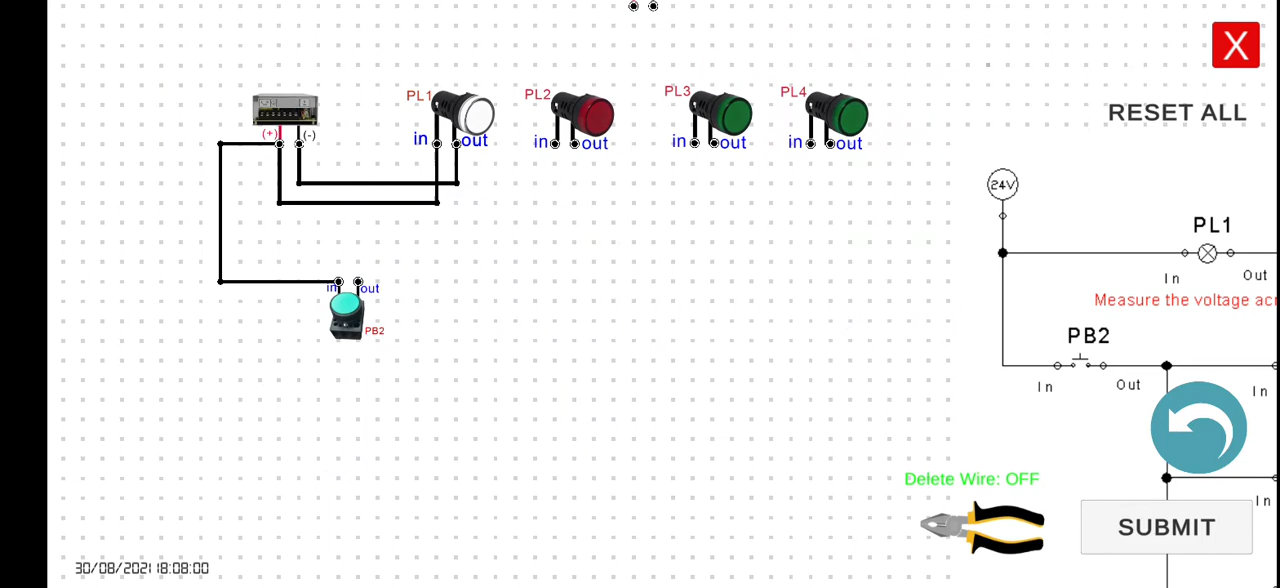 X
RESET ALL
PL1
PL2
PL3
PL4
(+)
(-)
in
out
in
out
in
out
in
out
24V
PL1
In
Out
Measure the voltage
in
out
PB2
PB2
In
Out
In
Delete Wire: OFF
In
SUBMIT
30/08/2021 18:08:00